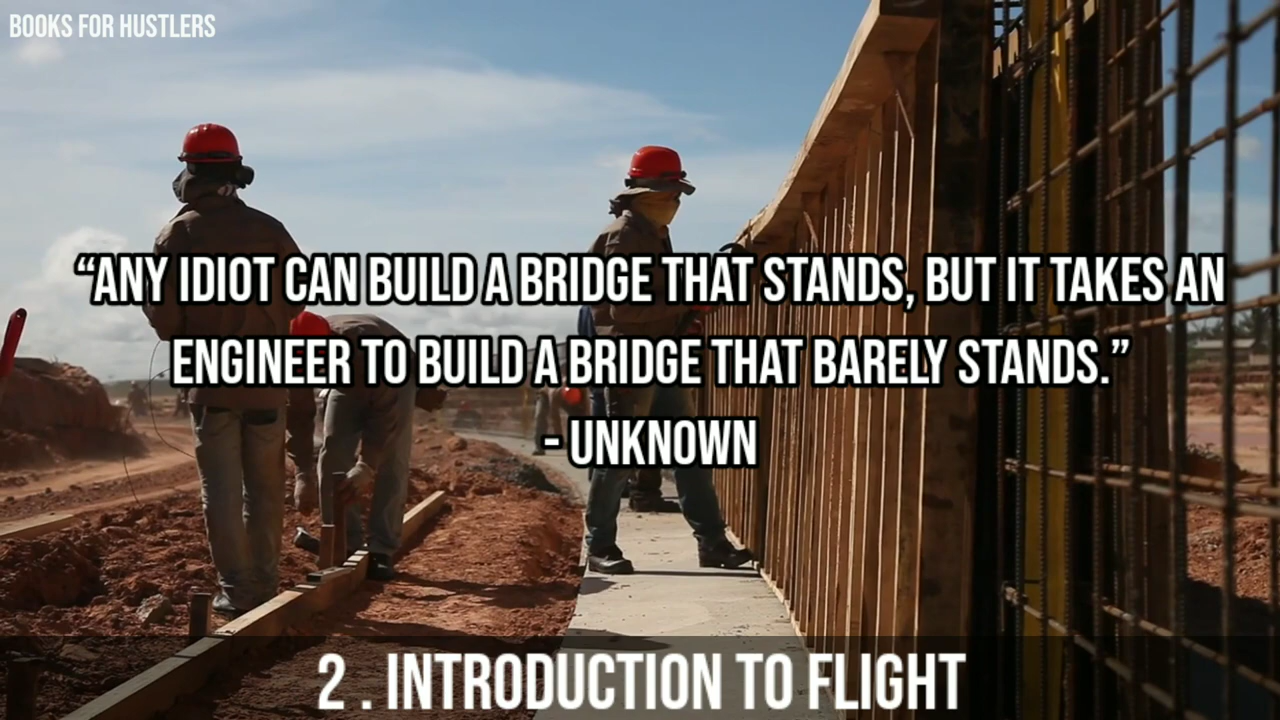 BOOKS FOR HUSTLERS
“ANY IDIOT CAN BUILD A BRIDGE THAT STANDS, BUT IT TAKES AN
ENGINEER TO BUILD A BRIDGE THAT BARELY STANDS.”
- UNKNOWN
2 . INTRODUCTION TO FLIGHT